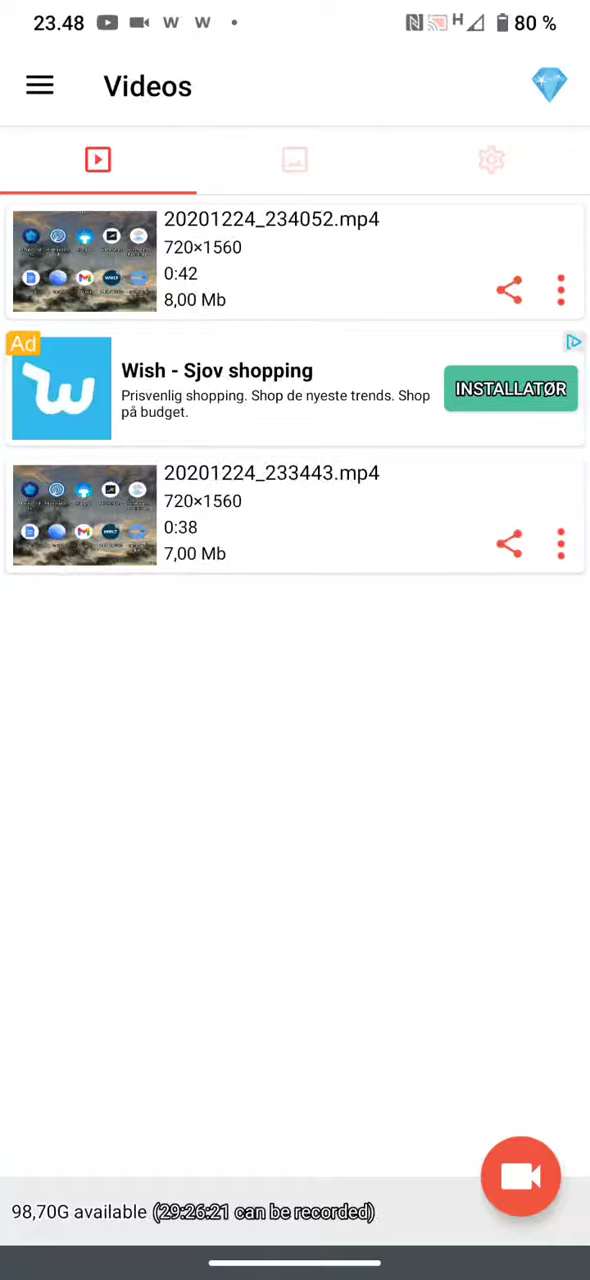 23.48 W W H 80 %
Videos
20201224_234052.mp4
720×1560
0:42
8,00 Mb
Ad
Wish - Sjov shopping
Prisvenlig shopping. Shop de nyeste trends. Shop
på budget.
INSTALLATØR
20201224_233443.mp4
720×1560
0:38
7,00 Mb
98,70G available (29:26:21 can be recorded)